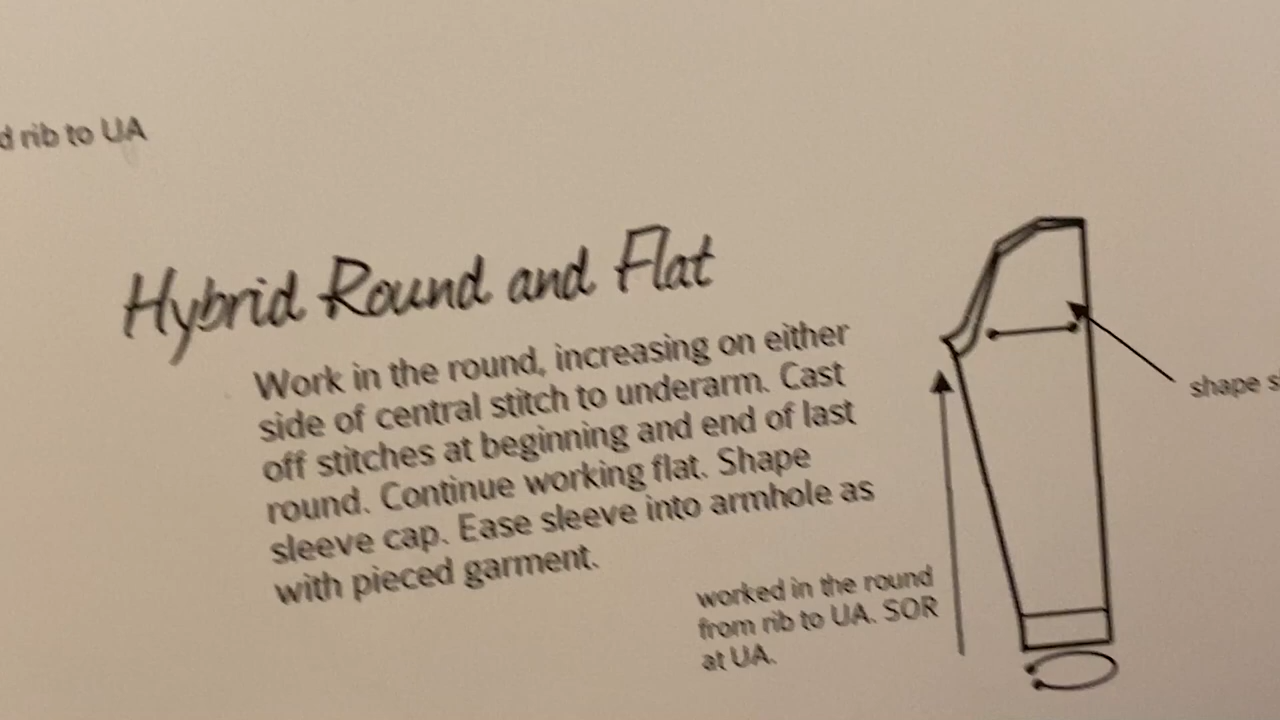 rib to UA
Hybrid Round and Flat
Work in the round, increasing on either
side of central stitch to underarm. Cast
off stitches at beginning and end of last
round. Continue working flat. Shape
sleeve cap. Ease sleeve into armhole as
with pieced garment.
shape
worked in the round
from rib to UA. SOR
at UA.